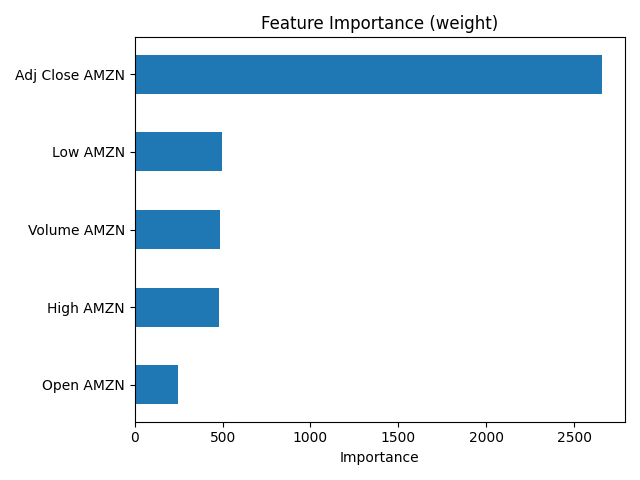 Feature Importance (weight)
Adj Close AMZN
Low AMZN
Volume AMZN
High AMZN
Open AMZN
0 500 1000 1500 2000 2500
Importance